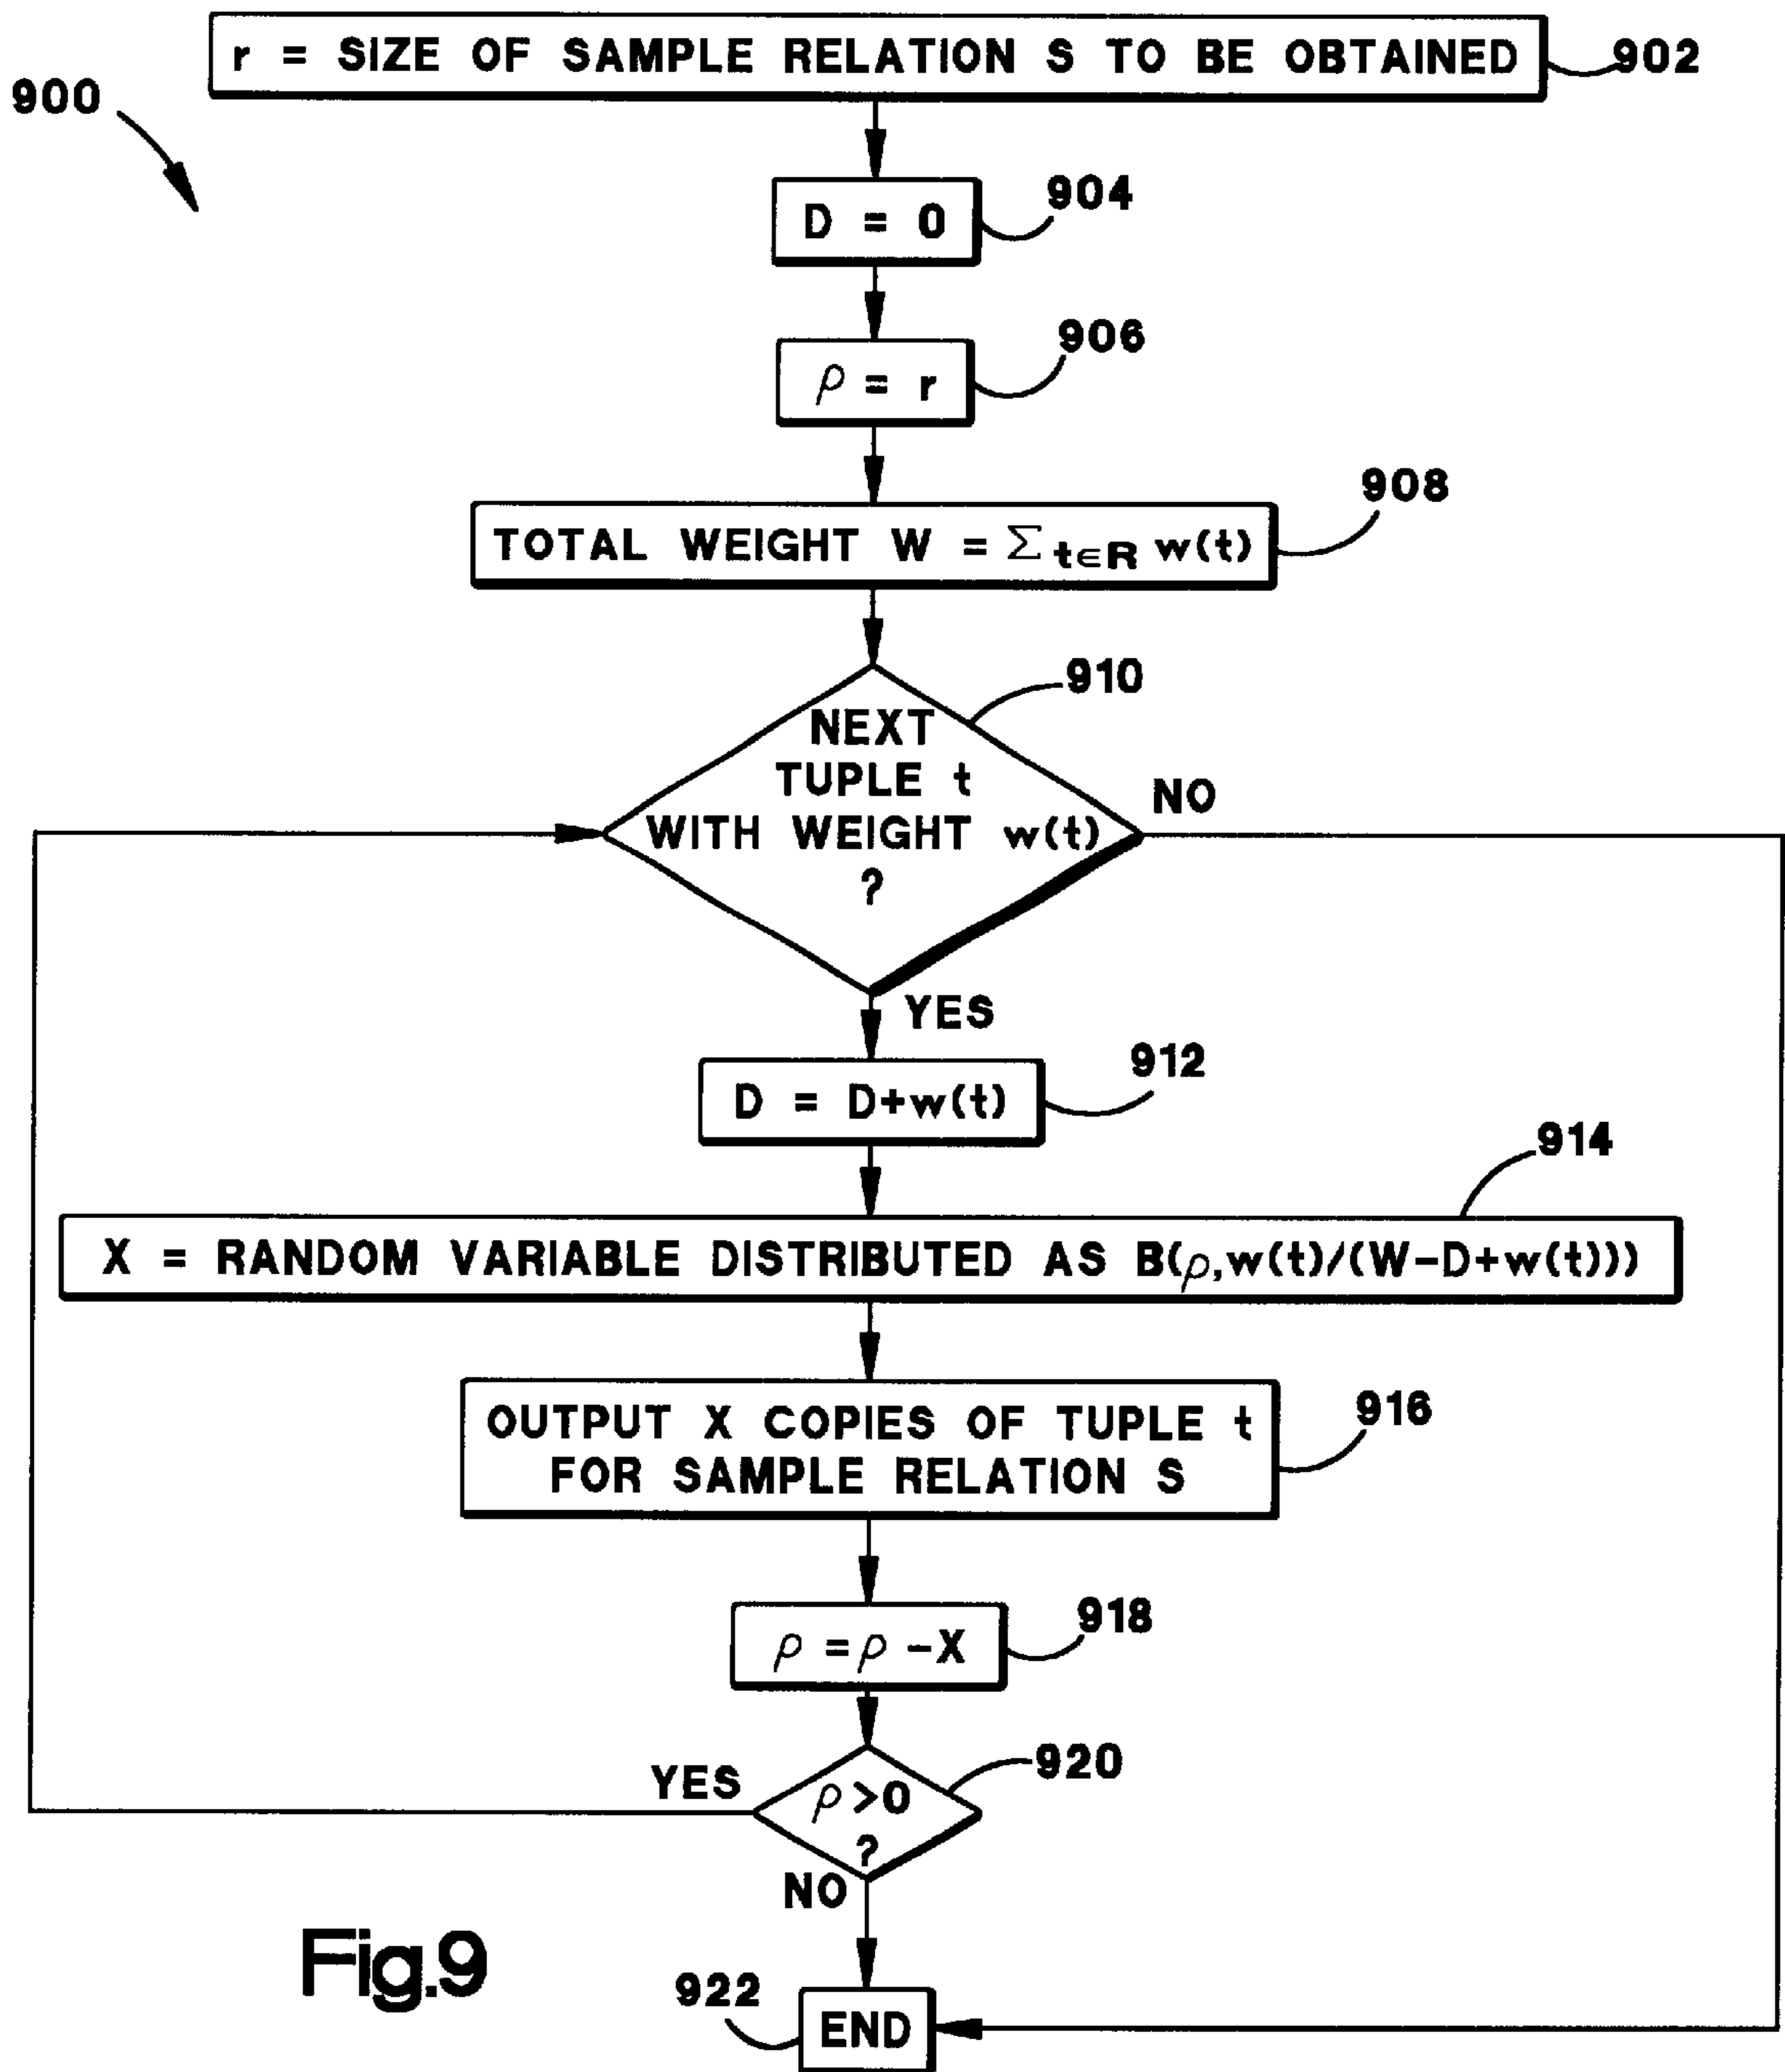 r = SIZE OF SAMPLE RELATION S TO BE OBTAINED
902
900
904
D = 0
906
ρ = r
908
TOTAL WEIGHT W = Σ t∈R w(t)
910
NEXT
TUPLE t
WITH WEIGHT w(t)
?
NO
YES
912
D = D+w(t)
914
X = RANDOM VARIABLE DISTRIBUTED AS B(ρ,w(t)/(W-D+w(t)))
916
OUTPUT X COPIES OF TUPLE t
FOR SAMPLE RELATION S
918
ρ = ρ -X
920
YES
ρ >0
?
NO
Fig.9
922
END